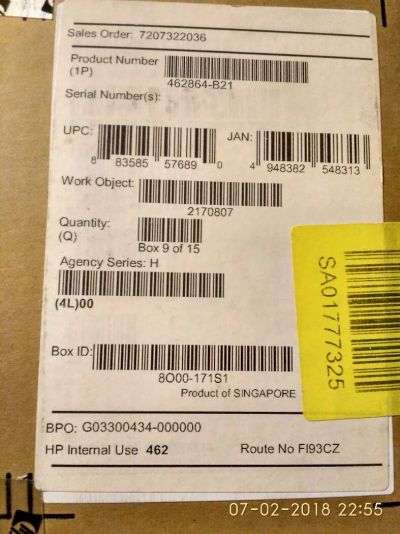 Sales Order: 7207322036
Product Number
(1P)
462864-B21
Serial Number(s):
UPC:
8 83585 57689 0
JAN:
4 948382 548313
Work Object:
2170807
Quantity:
(Q)
Box 9 of 15
Agency Series: H
(4L)00
SA01777325
Box ID:
8O00-171S1
Product of SINGAPORE
BPO: G03300434-000000
HP Internal Use 462 Route No FI93CZ
07-02-2018 22:55